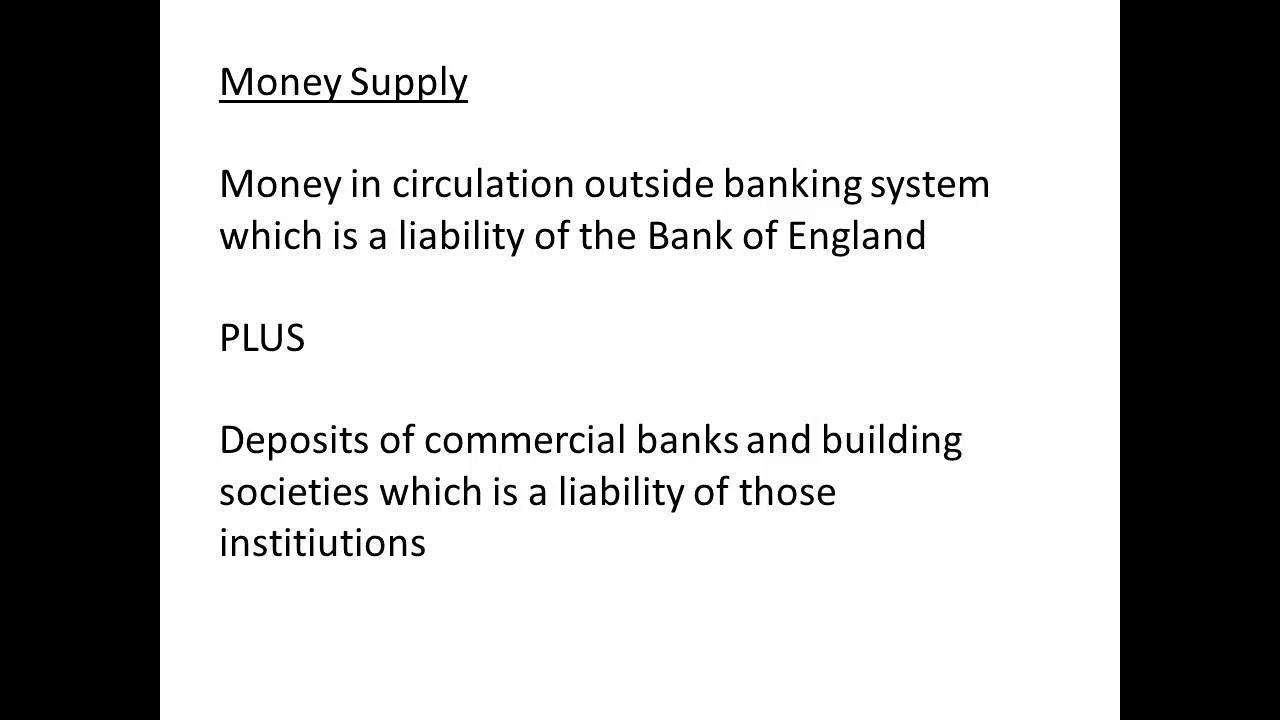 Money Supply
Money in circulation outside banking system
which is a liability of the Bank of England
PLUS
Deposits of commercial banks and building
societies which is a liability of those
institiutions